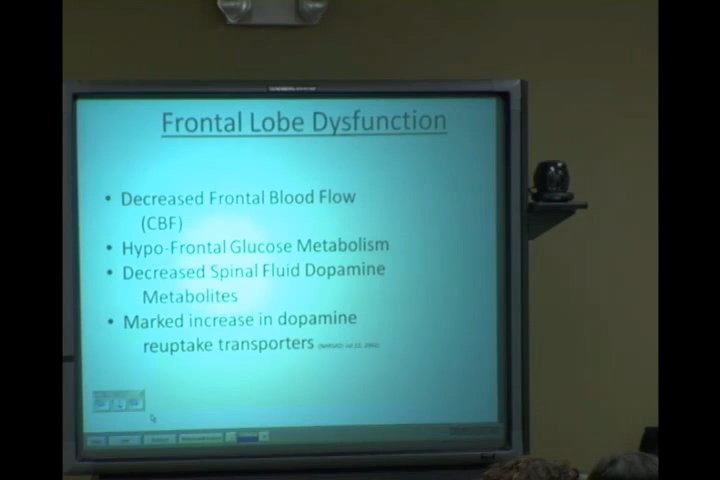 Frontal Lobe Dysfunction
• Decreased Frontal Blood Flow
(CBF)
• Hypo-Frontal Glucose Metabolism
• Decreased Spinal Fluid Dopamine
Metabolites
• Marked increase in dopamine
reuptake transporters